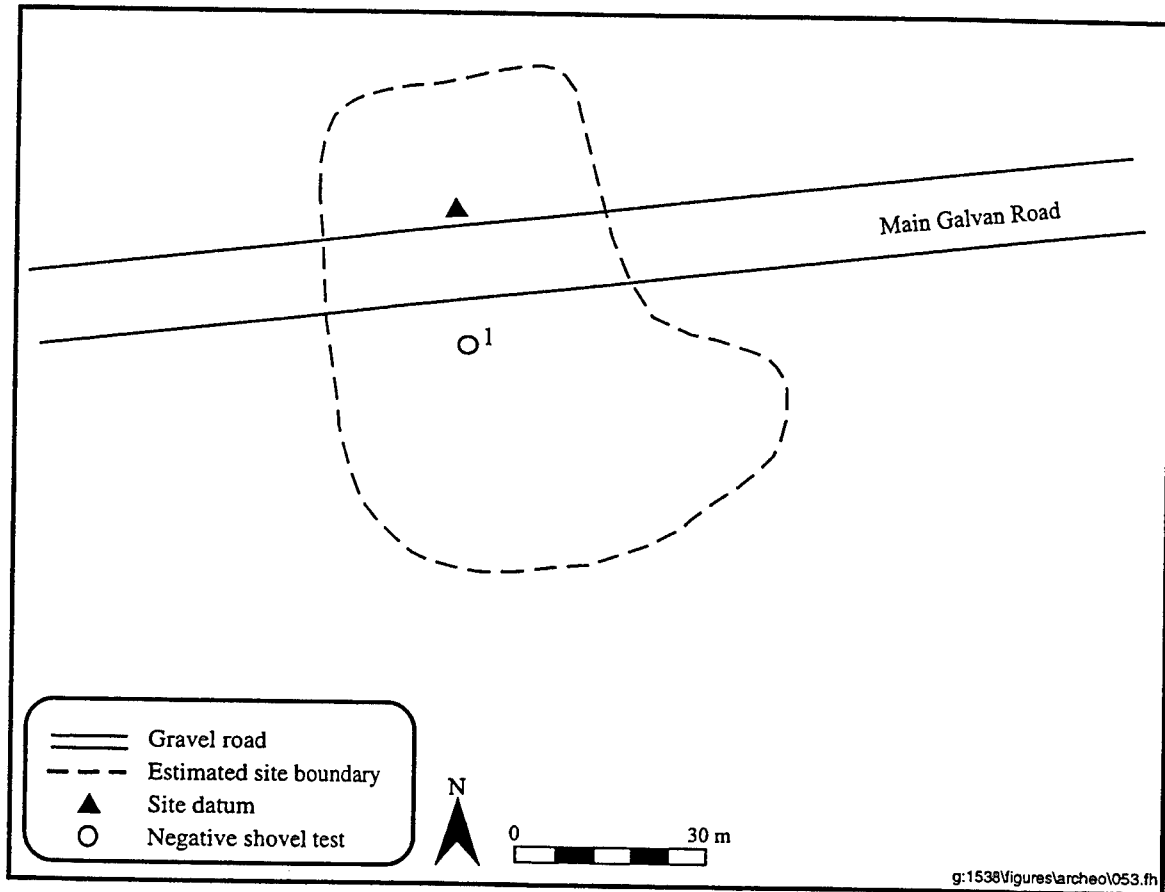 Main Galvan Road
1
Gravel road
Estimated site boundary
Site datum
Negative shovel test
N
0 30 m
g:1538\figures\archeo\053.fh